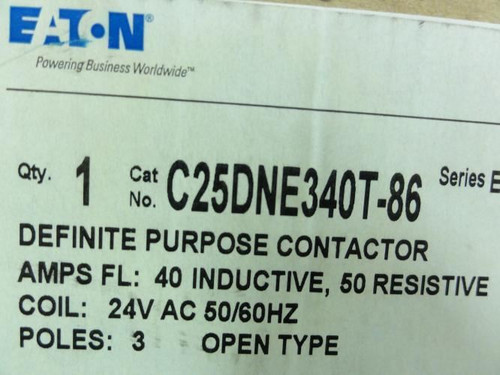 EATON
Powering Business Worldwide™
Qty. 1 Cat No. C25DNE340T-86 Series E
DEFINITE PURPOSE CONTACTOR
AMPS FL: 40 INDUCTIVE, 50 RESISTIVE
COIL: 24V AC 50/60HZ
POLES: 3 OPEN TYPE